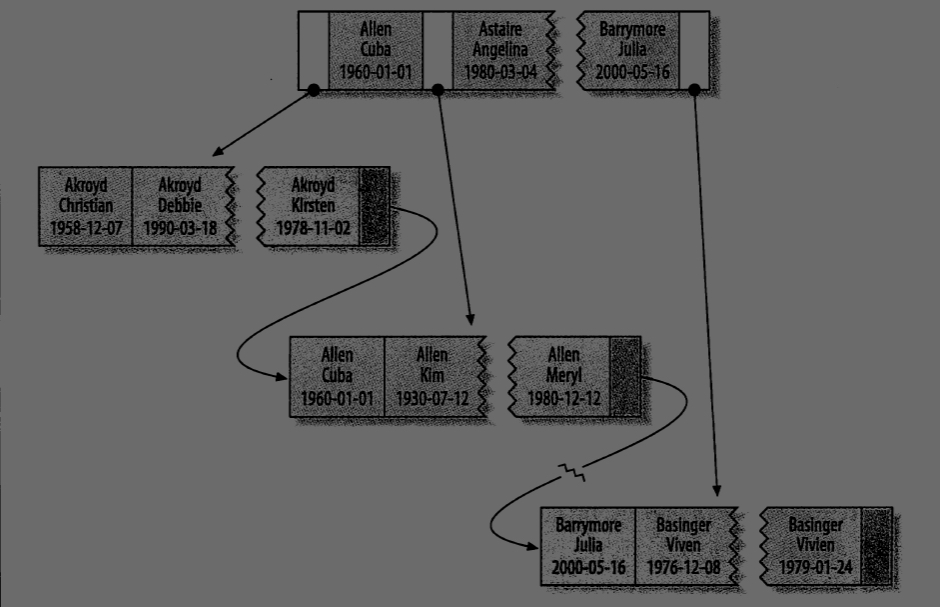 Allen
Cuba
1960-01-01
Astaire
Angelina
1980-03-04
Barrymore
Julia
2000-05-16
Akroyd
Christian
1958-12-07
Akroyd
Debbie
1990-03-18
Akroyd
Kirsten
1978-11-02
Allen
Cuba
1960-01-01
Allen
Kim
1930-07-12
Allen
Meryl
1980-12-12
Barrymore
Julia
2000-05-16
Basinger
Viven
1976-12-08
Basinger
Vivien
1979-01-24